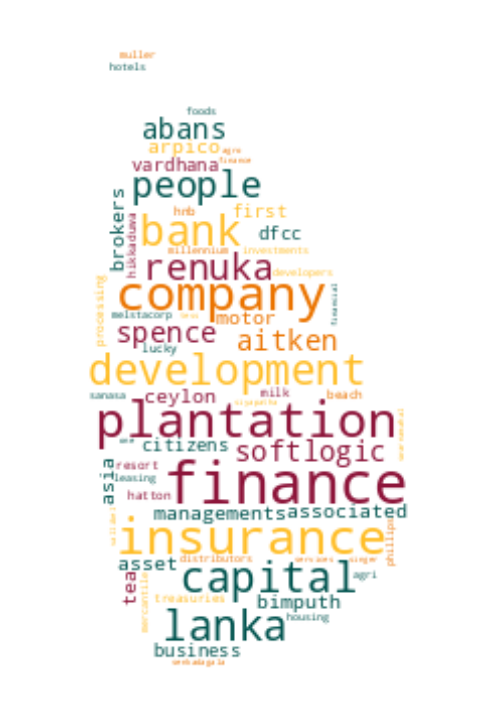 muller
hotels
foods
abans
arpico agro
vardhana finance
people
brokers
hikkaduwa
hnb first
bank dfcc
millennium investments
renuka developers
processing
company financial
melstacorp motor
spence aitken
lucky
development
sanasa ceylon milk beach
plantation
citizens softlogic
asia resort
leasing finance
hatton
managements associated
insurance phillips
asset distributors services singer
tea capital agri
mercantile treasuries bimputh
lanka housing
business